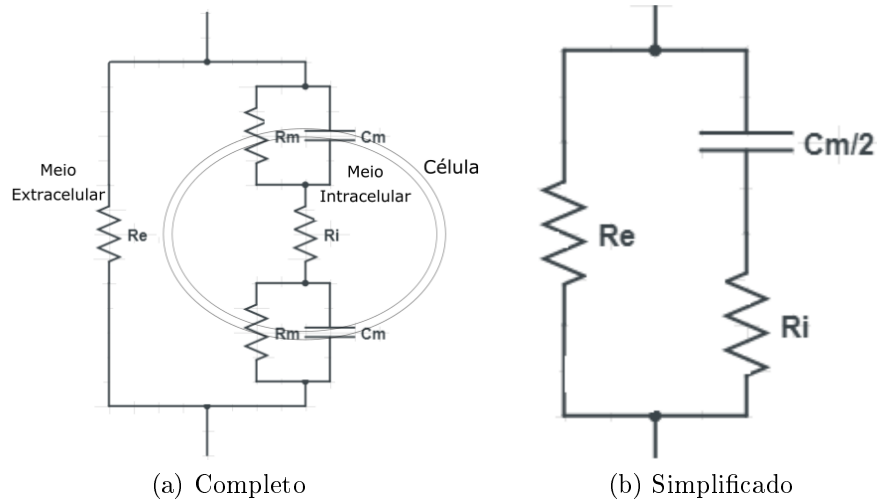 Meio
Extracelular
Re
Rm
Cm
Meio
Intracelular
Célula
Ri
Rm
Cm
(a) Completo
Re
Cm/2
Ri
(b) Simplificado